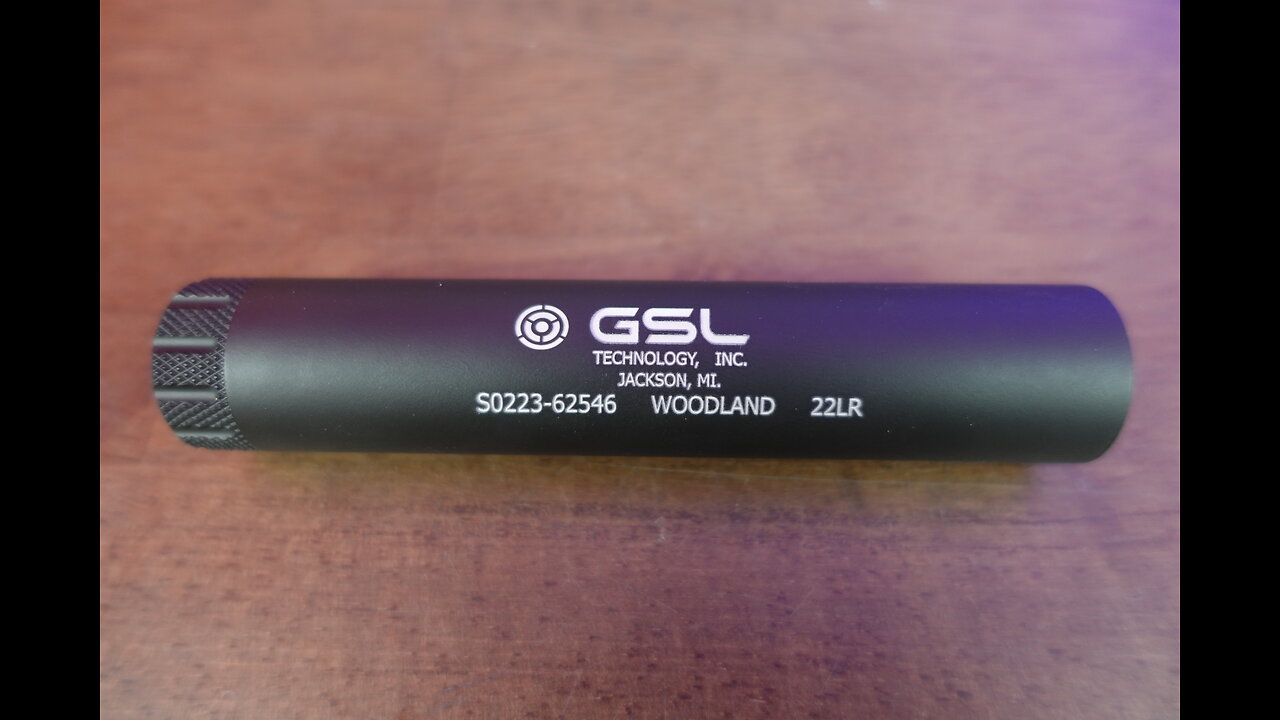 GSL
TECHNOLOGY, INC.
JACKSON, MI.
S0223-62546 WOODLAND 22LR